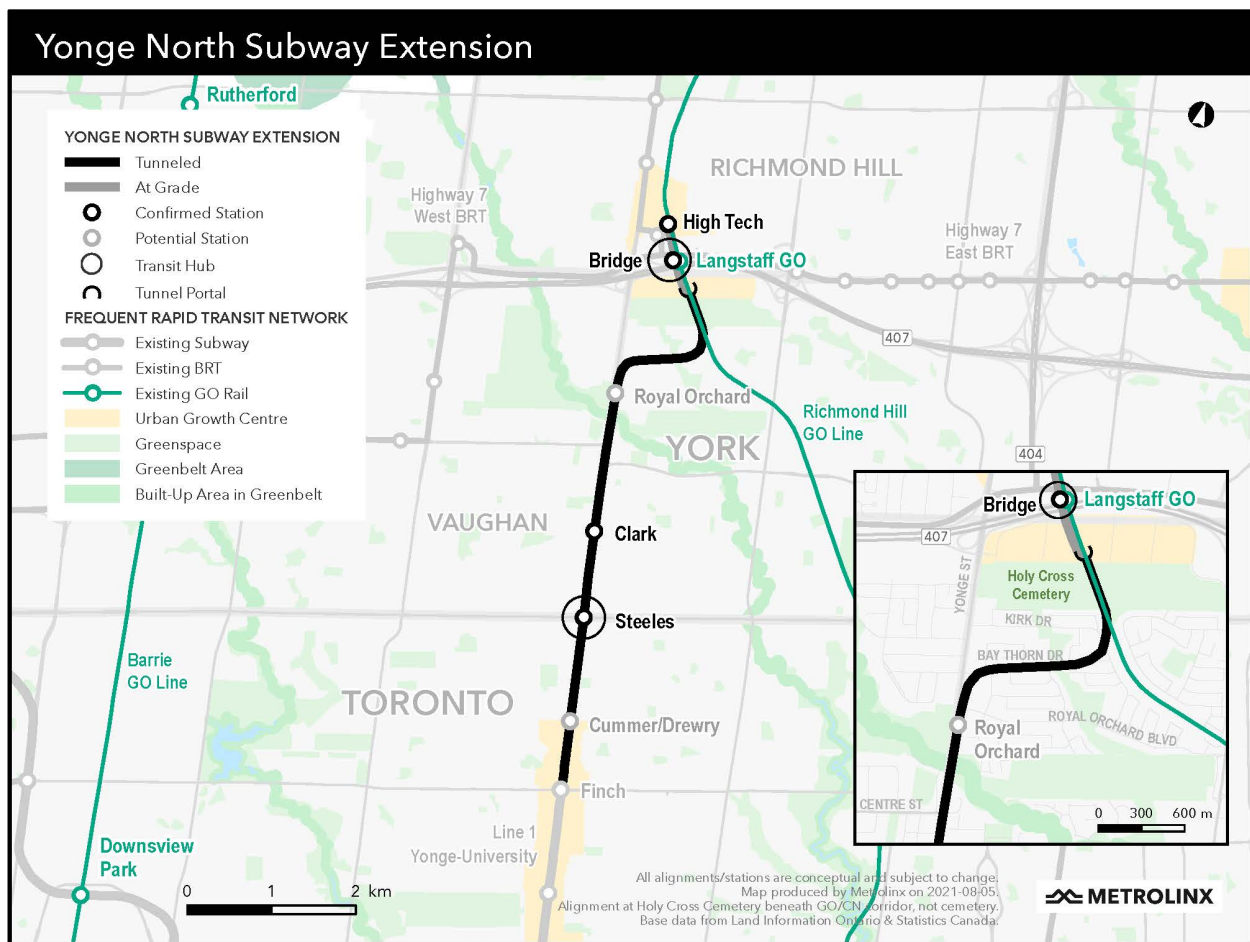 Yonge North Subway Extension
Rutherford
YONGE NORTH SUBWAY EXTENSION
Tunneled
At Grade
Confirmed Station
Potential Station
Transit Hub
Tunnel Portal
FREQUENT RAPID TRANSIT NETWORK
Existing Subway
Existing BRT
Existing GO Rail
Urban Growth Centre
Greenspace
Greenbelt Area
Built-Up Area in Greenbelt
Highway 7
West BRT
RICHMOND HILL
High Tech
Bridge
Langstaff GO
Highway 7
East BRT
407
Royal Orchard
YORK
Richmond Hill
GO Line
404
VAUGHAN
Clark
Steeles
Barrie
GO Line
TORONTO
Cummer/Drewry
Finch
Line 1
Yonge-University
Downsview
Park
0 1 2 km
Bridge
Langstaff GO
407
YONGE ST
Holy Cross
Cemetery
KIRK DR
BAY THORN DR
Royal
Orchard
ROYAL ORCHARD BLVD
CENTRE ST
0 300 600 m
All alignments/stations are conceptual and subject to change.
Map produced by Metrolinx on 2021-08-05.
Alignment at Holy Cross Cemetery beneath GO/CN corridor, not cemetery.
Base data from Land Information Ontario & Statistics Canada.
METROLINX